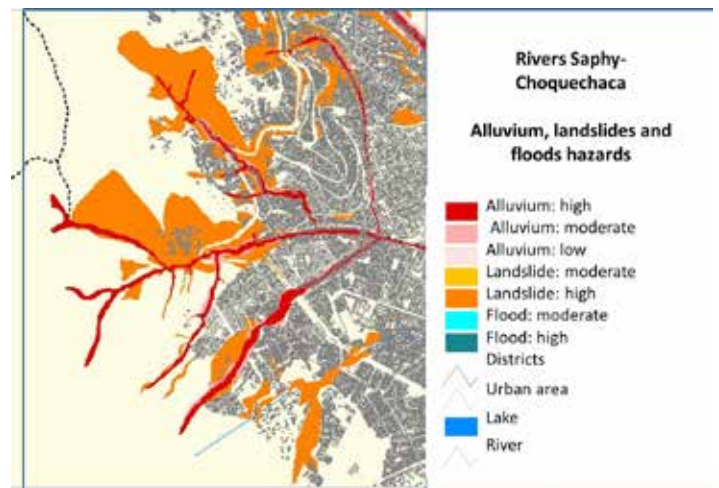 Rivers Saphy-
Choquechaca
Alluvium, landslides and
floods hazards
Alluvium: high
Alluvium: moderate
Alluvium: low
Landslide: moderate
Landslide: high
Flood: moderate
Flood: high
Districts
Urban area
Lake
River